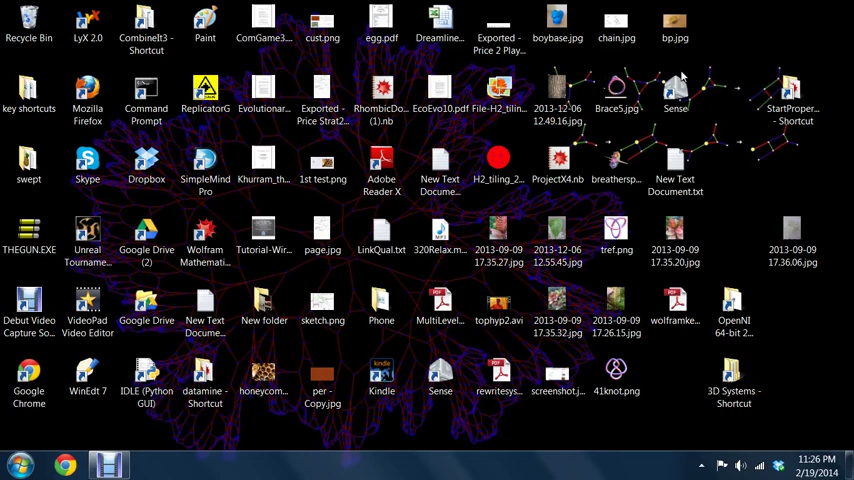 Recycle Bin
LyX 2.0
CombineIt3 -
Shortcut
Paint
ComGame3....
cust.png
egg.pdf
Dreamline...
Exported -
Price 2 Play...
boybase.jpg
chain.jpg
bp.jpg
key shortcuts
Mozilla
Firefox
Command
Prompt
ReplicatorG
Evolutionar...
Exported -
Price Strat2...
RhombicDo...
(1).nb
EcoEvo10.pdf
File-H2_tiling...
2013-12-06
12.49.16.jpg
Brace5.jpg
Sense
StartProper...
- Shortcut
swept
Skype
Dropbox
SimpleMind
Pro
Khurram_th...
1st test.png
Adobe
Reader X
New Text
Docume...
H2_tiling_2...
ProjectX4.nb
breathersp...
New Text
Document.txt
THEGUN.EXE
Unreal
Tourname...
Google Drive
(2)
Wolfram
Mathemati...
Tutorial-Wir...
page.jpg
LinkQual.txt
320Relax.m...
2013-09-09
17.35.27.jpg
2013-12-06
12.55.45.jpg
tref.png
2013-09-09
17.35.20.jpg
2013-09-09
17.36.06.jpg
Debut Video
Capture So...
VideoPad
Video Editor
Google Drive
New Text
Docume...
New folder
sketch.png
Phone
MultiLevel...
tophyp2.avi
2013-09-09
17.35.32.jpg
2013-09-09
17.26.15.jpg
wolframke...
OpenNI
64-bit 2...
Google
Chrome
WinEdt 7
IDLE (Python
GUI)
datamine -
Shortcut
honeycom...
per -
Copy.jpg
Kindle
Sense
rewritesys...
screenshot.j...
41knot.png
3D Systems -
Shortcut
11:26 PM
2/19/2014